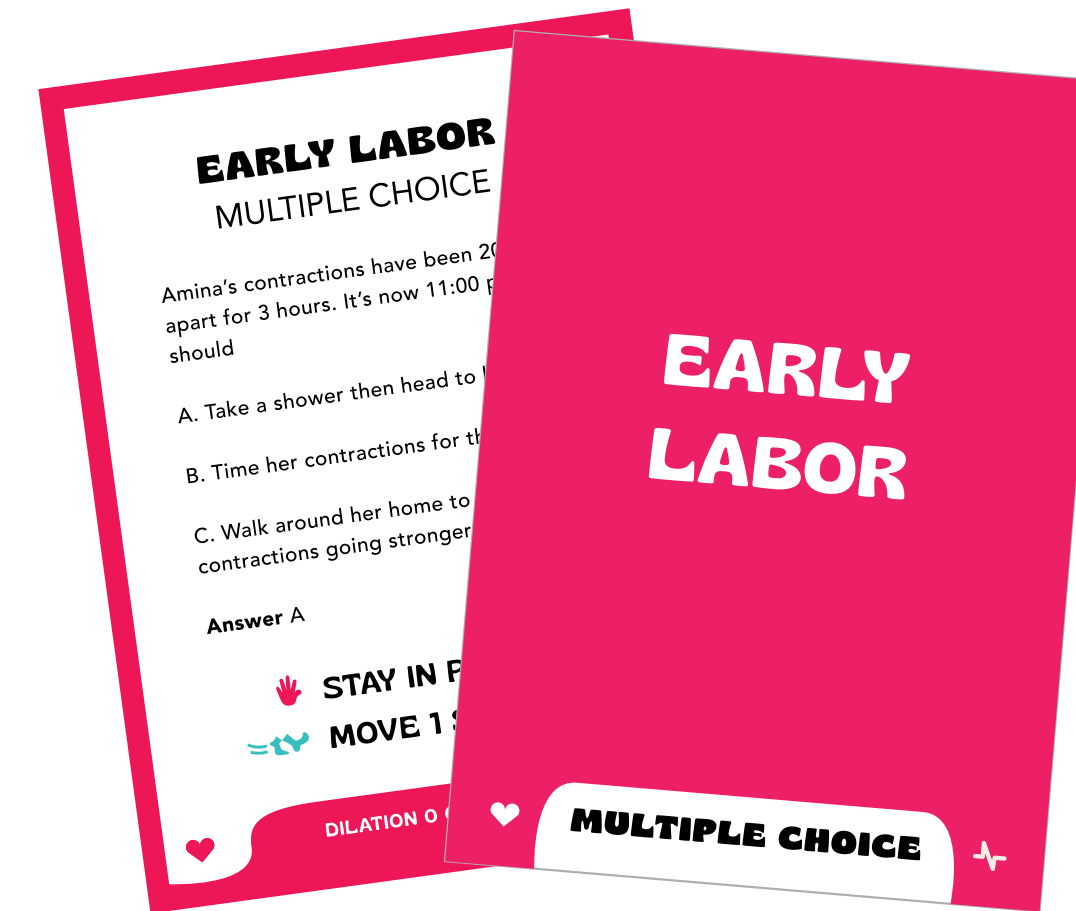 EARLY LABOR
MULTIPLE CHOICE
Amina's contractions have been
apart for 3 hours. It's now 11:00
should
A. Take a shower then head to
B. Time her contractions for
C. Walk around her home to
contractions going stronger
Answer A
STAY IN
MOVE 1
DILATION 0
EARLY
LABOR
MULTIPLE CHOICE